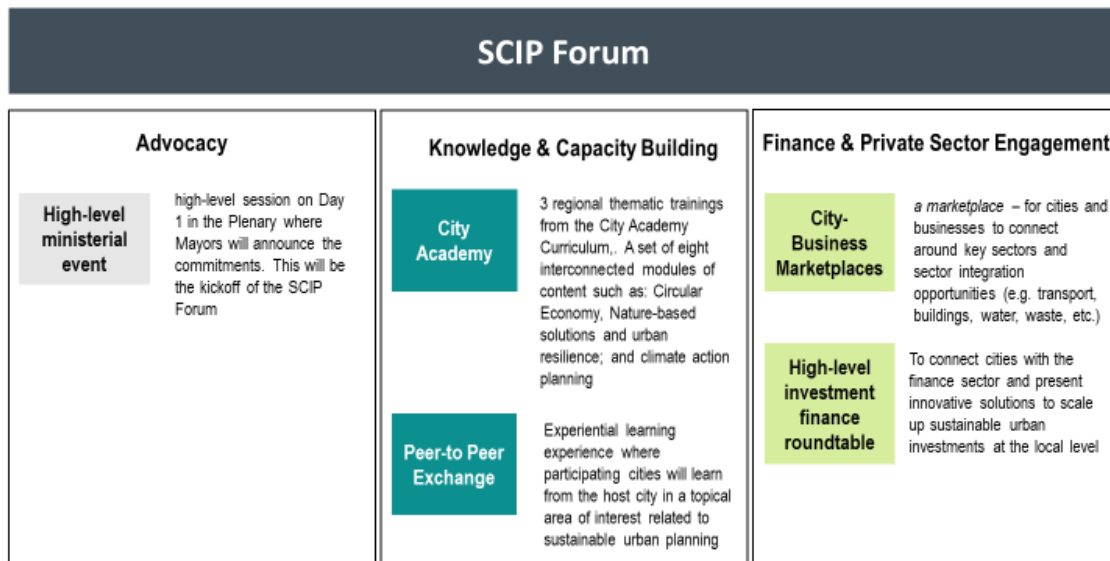 SCIP Forum
Advocacy
High-level
ministerial
event
high-level session on Day
1 in the Plenary where
Mayors will announce the
commitments. This will be
the kickoff of the SCIP
Forum
Knowledge & Capacity Building
City
Academy
3 regional thematic trainings
from the City Academy
Curriculum,. A set of eight
interconnected modules of
content such as: Circular
Economy, Nature-based
solutions and urban
resilience; and climate action
planning
Peer-to Peer
Exchange
Experiential learning
experience where
participating cities will learn
from the host city in a topical
area of interest related to
sustainable urban planning
Finance & Private Sector Engagement
City-
Business
Marketplaces
a marketplace – for cities and
businesses to connect
around key sectors and
sector integration
opportunities (e.g. transport,
buildings, water, waste, etc.)
High-level
investment
finance
roundtable
To connect cities with the
finance sector and present
innovative solutions to scale
up sustainable urban
investments at the local level